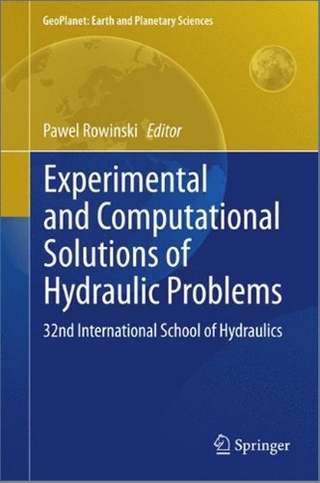 GeoPlanet: Earth and Planetary Sciences
Pawel Rowinski Editor
Experimental
and Computational
Solutions of
Hydraulic Problems
32nd International School of Hydraulics
Springer